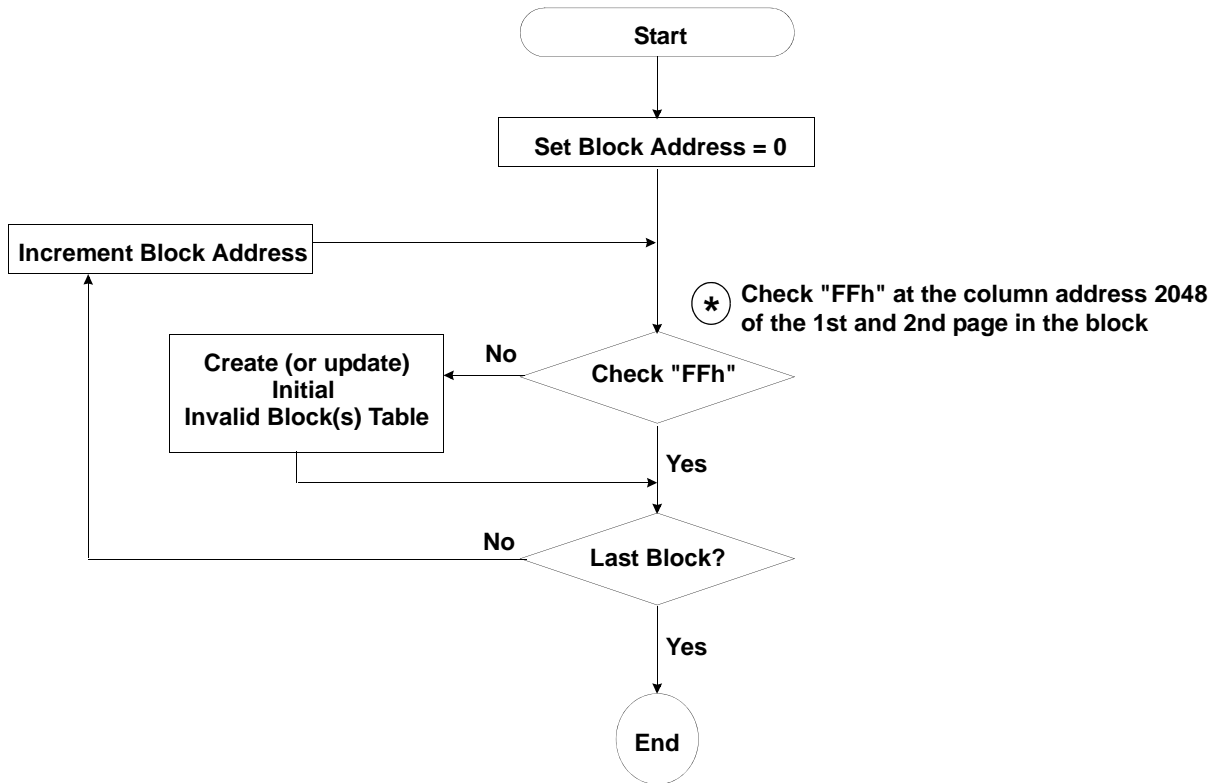 Start
Set Block Address = 0
Increment Block Address
* Check "FFh" at the column address 2048
of the 1st and 2nd page in the block
No
Create (or update)
Initial
Invalid Block(s) Table
Check "FFh"
Yes
No
Last Block?
Yes
End